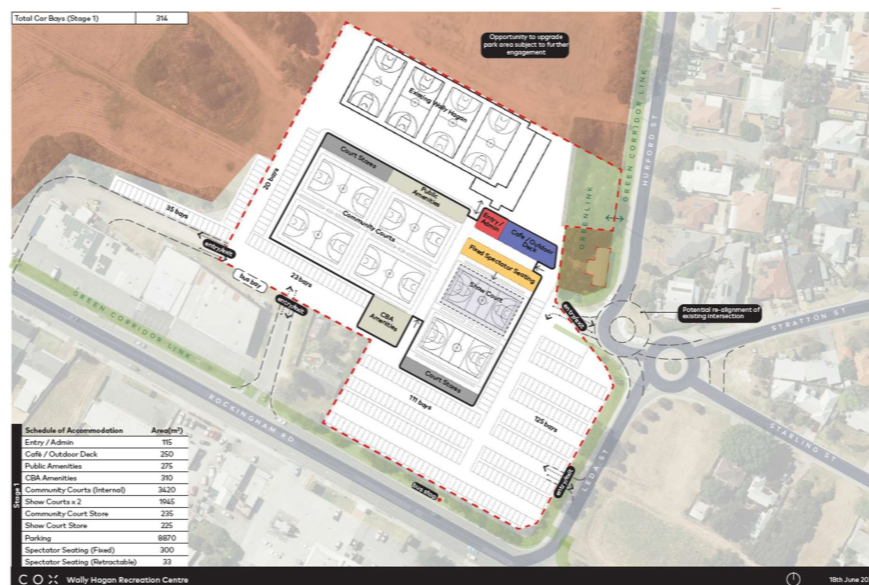 Total Car Bays (Stage 1) 314
Opportunity to upgrade
park area subject to further
engagement
Existing Wally Hagan
GREEN CORRIDOR LINK
HURFORD ST
Court Stores
Public
Amenities
30 bays
35 bays
Community Courts
Entry /
Admin
Café / Outdoor
Deck
GREENLINK
Fixed Spectator Seating
entry/exit
bus bay
23 bays
entry/exit
Show Court
entry/exit
Potential re-alignment of
existing intersection
STRATTON ST
GREEN CORRIDOR LINK
CBA
Amenities
Court Stores
111 bays
125 bays
STARLING ST
ROCKINGHAM RD
LEDA ST
entry/exit
bus stop
Stage 1
Schedule of Accommodation Area(m²)
Entry / Admin 115
Café / Outdoor Deck 250
Public Amenities 275
CBA Amenities 310
Community Courts (Internal) 3420
Show Courts x 2 1945
Community Court Store 235
Show Court Store 225
Parking 8870
Spectator Seating (Fixed) 300
Spectator Seating (Retractable) 33
COX Wally Hagan Recreation Centre
18th June 20